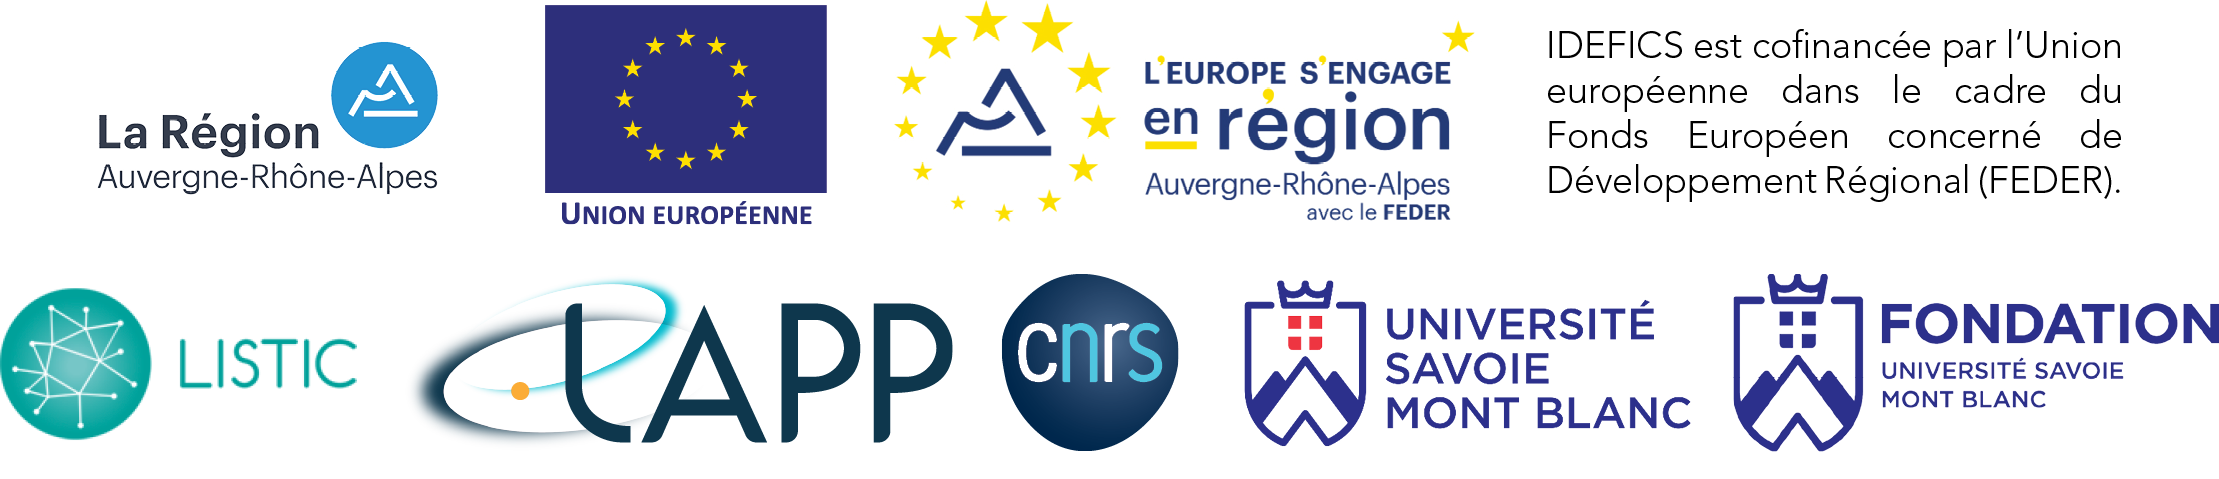 La Région
Auvergne-Rhône-Alpes
UNION EUROPÉENNE
L'EUROPE S'ENGAGE
en région
Auvergne-Rhône-Alpes
avec le FEDER
IDEFICS est cofinancée par l’Union
européenne dans le cadre du
Fonds Européen concerné de
Développement Régional (FEDER).
LISTIC
LAPP
cnrs
UNIVERSITÉ
SAVOIE
MONT BLANC
FONDATION
UNIVERSITÉ SAVOIE
MONT BLANC